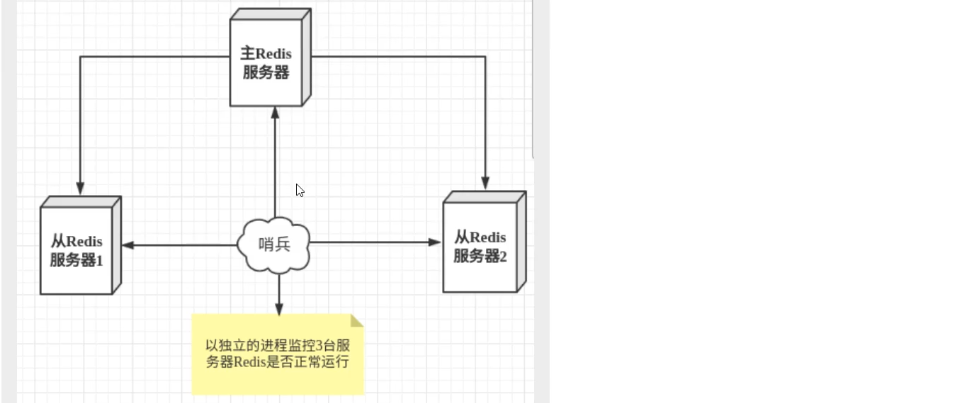 主Redis
服务器
从Redis
服务器1
哨兵
从Redis
服务器2
以独立的进程监控3台服
务器Redis是否正常运行